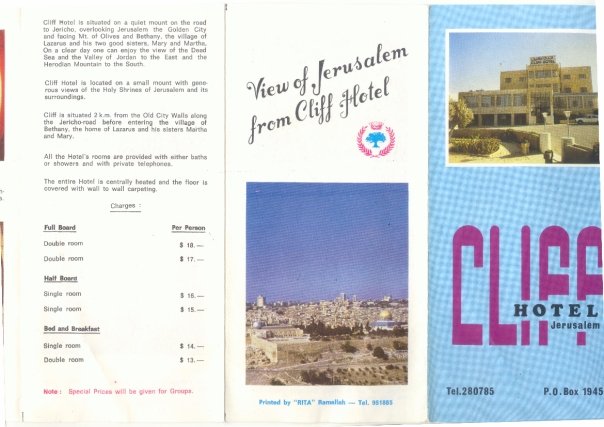 Cliff Hotel is situated on a quiet mount on the road
to Jericho, overlooking Jerusalem the Golden City
and facing Mt. of Olives and Bethany, the village of
Lazarus and his two good sisters, Mary and Martha.
On a clear day one can enjoy the view of the Dead
Sea and the Valley of Jordan to the East and the
Herodian Mountain to the South.
Cliff Hotel is located on a small mount with gene-
rous views of the Holy Shrines of Jerusalem and its
surroundings.
Cliff is situated 2 k.m from the Old City Walls along
the Jericho-road before entering the village of
Bethany, the home of Lazarus and his sisters Martha
and Mary.
All the Hotel's rooms are provided with either baths
or showers and with private telephones.
The entire Hotel is centrally heated and the floor is
covered with wall to wall carpeting.
Charges :
Full Board Per Person
Double room $ 18.—
Double room $ 17.—
Half Board
Single room $ 16.—
Single room $ 15.—
Bed and Breakfast
Single room $ 14.—
Double room $ 13.—
Note : Special Prices will be given for Groups.
View of Jerusalem
from Cliff Hotel
Printed by "RITA" Ramallah — Tel. 951885
CLIFF
HOTEL
Jerusalem
Tel.280785 P.O. Box 1945